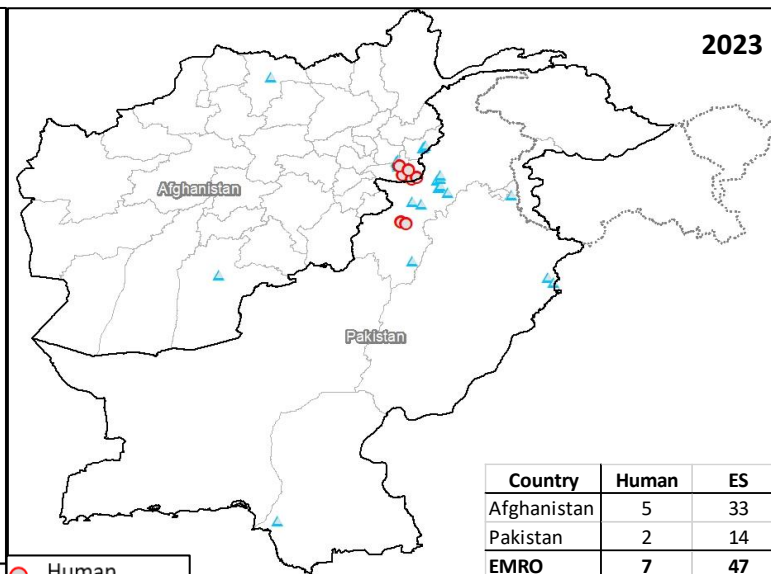 2023
Afghanistan
Pakistan
Country Human ES
Afghanistan 5 33
Pakistan 2 14
EMRO 7 47
Human